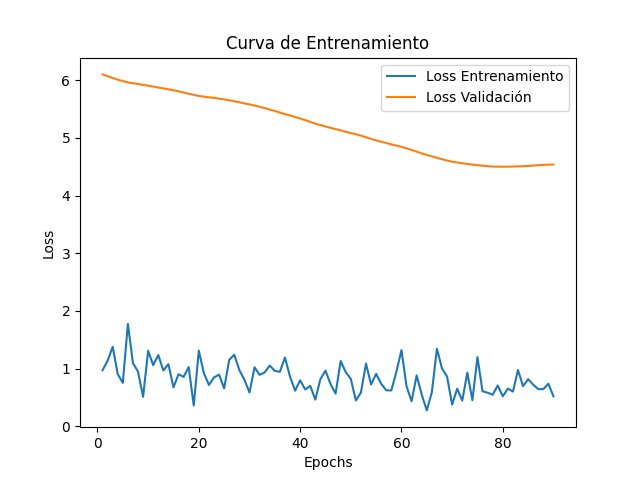 Curva de Entrenamiento
Loss Entrenamiento
Loss Validación
Loss
6
5
4
3
2
1
0
0 20 40 60 80
Epochs